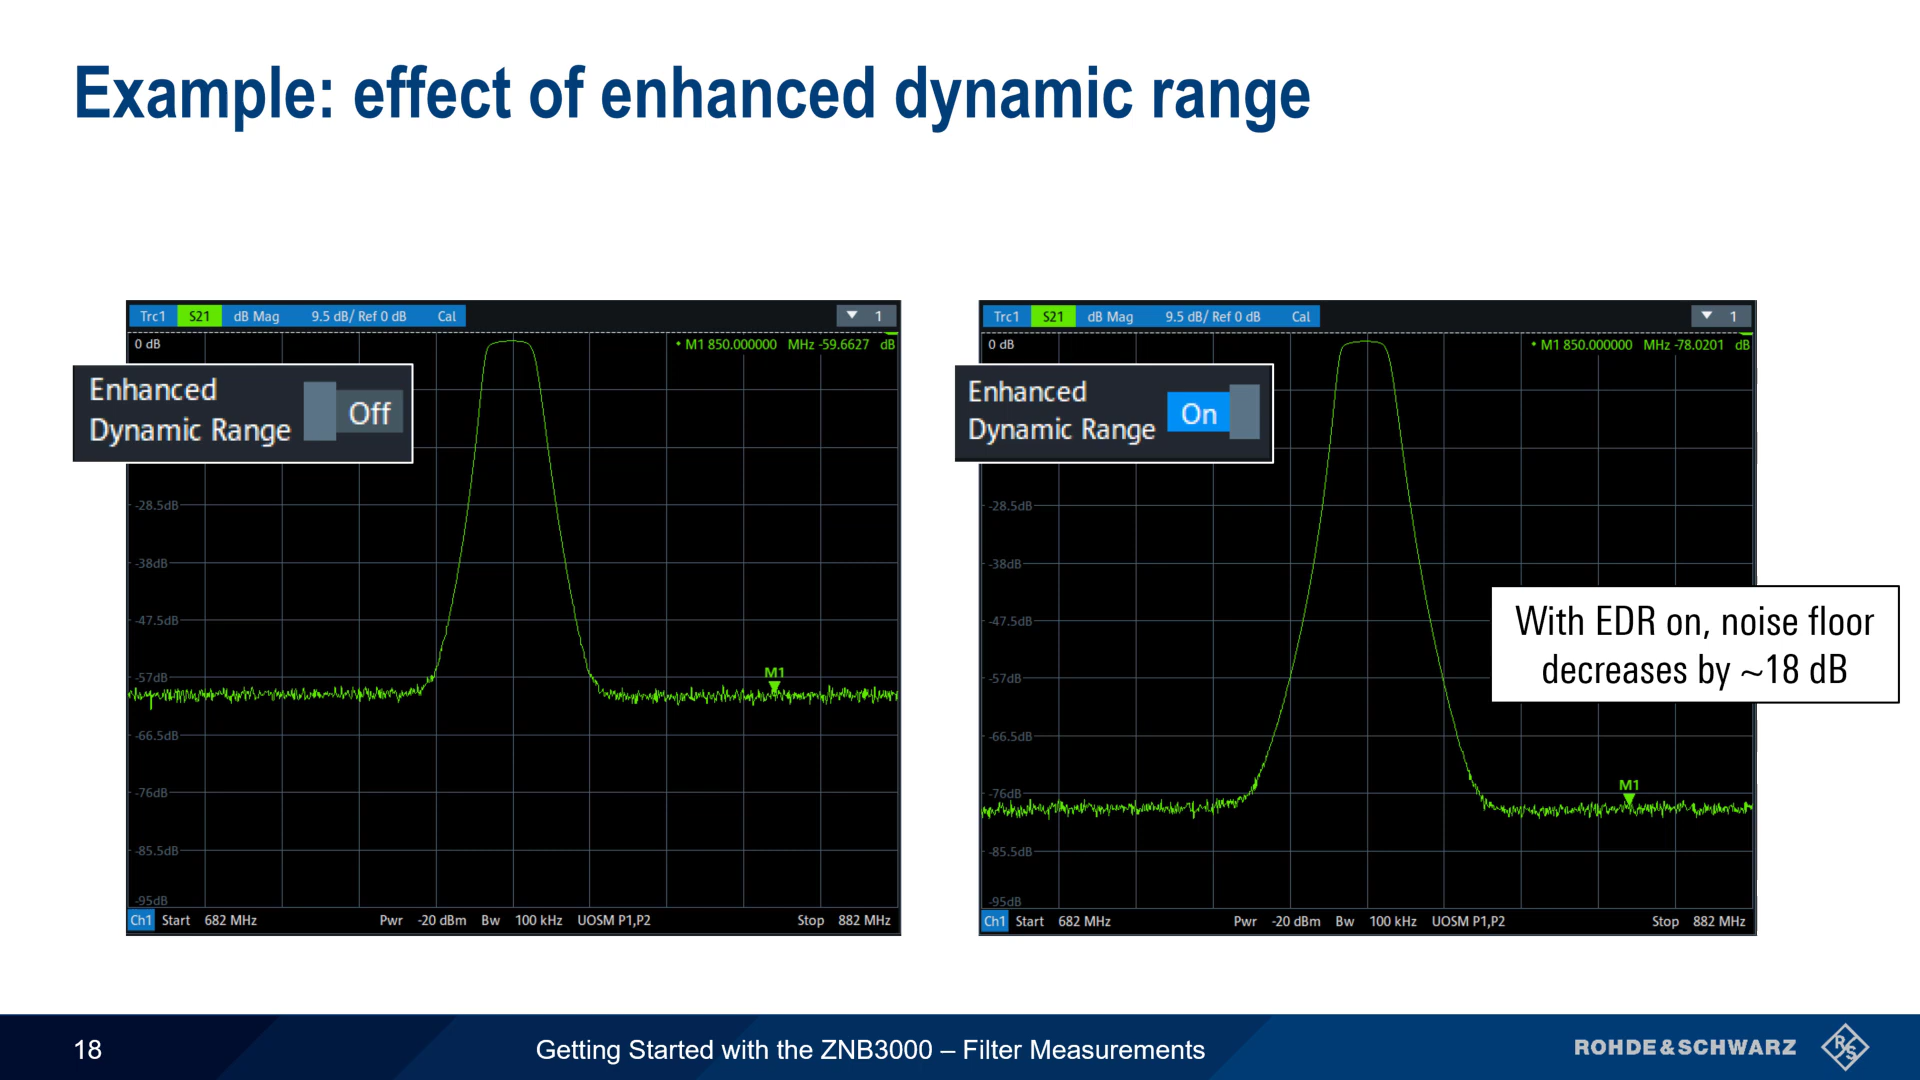 Example: effect of enhanced dynamic range
Trc1 S21 dB Mag 9.5 dB/ Ref 0 dB Cal 1
0 dB • M1 850.000000 MHz -59.6627 dB
Enhanced
Dynamic Range Off
-28.5dB
-38dB
-47.5dB
-57dB
M1
-66.5dB
-76dB
-85.5dB
-95dB
Ch1 Start 682 MHz Pwr -20 dBm Bw 100 kHz UOSM P1,P2 Stop 882 MHz
Trc1 S21 dB Mag 9.5 dB/ Ref 0 dB Cal 1
0 dB • M1 850.000000 MHz -78.0201 dB
Enhanced
Dynamic Range On
-28.5dB
-38dB
-47.5dB
-57dB
-66.5dB
-76dB
M1
-85.5dB
-95dB
Ch1 Start 682 MHz Pwr -20 dBm Bw 100 kHz UOSM P1,P2 Stop 882 MHz
With EDR on, noise floor
decreases by ~18 dB
18
Getting Started with the ZNB3000 – Filter Measurements
ROHDE&SCHWARZ
R&S